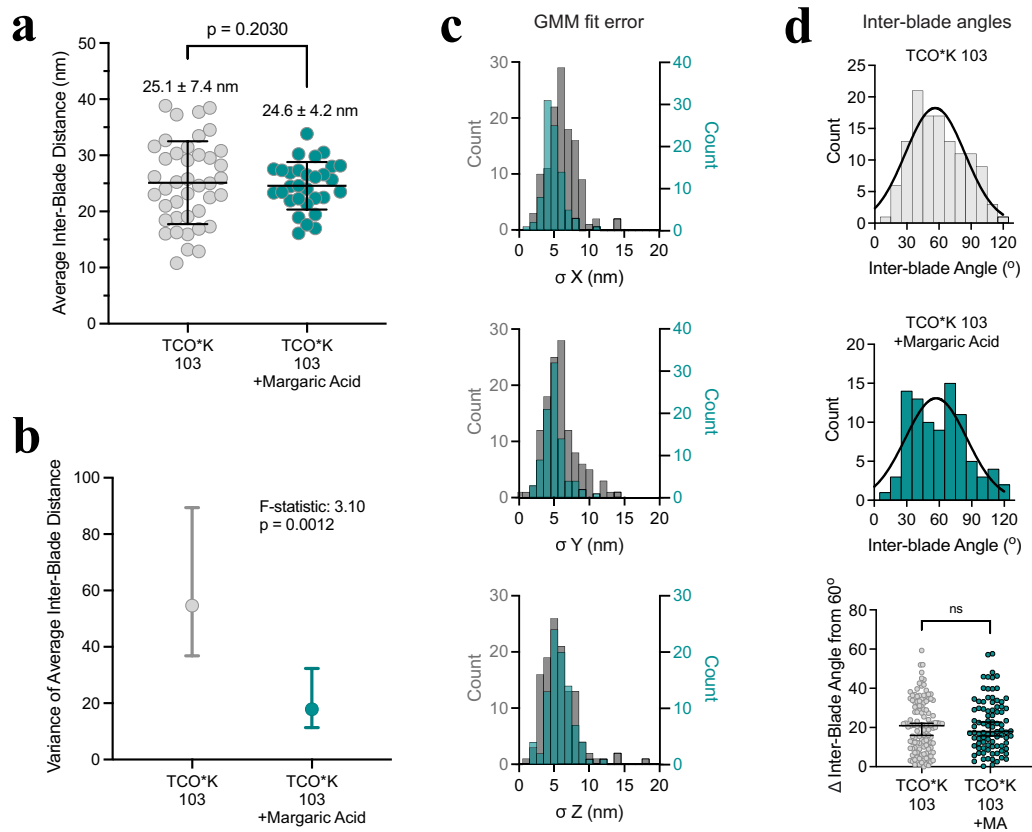 a
p = 0.2030
25.1 ± 7.4 nm
24.6 ± 4.2 nm
Average Inter-Blade Distance (nm)
50
40
30
20
10
0
TCO*K
103
TCO*K
103
+Margaric Acid
b
F-statistic: 3.10
p = 0.0012
Variance of Average Inter-Blade Distance
100
80
60
40
20
0
TCO*K
103
TCO*K
103
+Margaric Acid
c
GMM fit error
Count
30
20
10
0
Count
40
30
20
10
0
0 5 10 15 20
σ X (nm)
Count
30
20
10
0
Count
40
30
20
10
0
0 5 10 15 20
σ Y (nm)
Count
30
20
10
0
Count
40
30
20
10
0
0 5 10 15 20
σ Z (nm)
d
Inter-blade angles
TCO*K 103
Count
25
20
15
10
5
0
0 30 60 90 120
Inter-blade Angle (º)
TCO*K 103
+Margaric Acid
Count
20
15
10
5
0
0 30 60 90 120
Inter-blade Angle (º)
Δ Inter-Blade Angle from 60º
80
60
40
20
0
ns
TCO*K
103
TCO*K
103
+MA